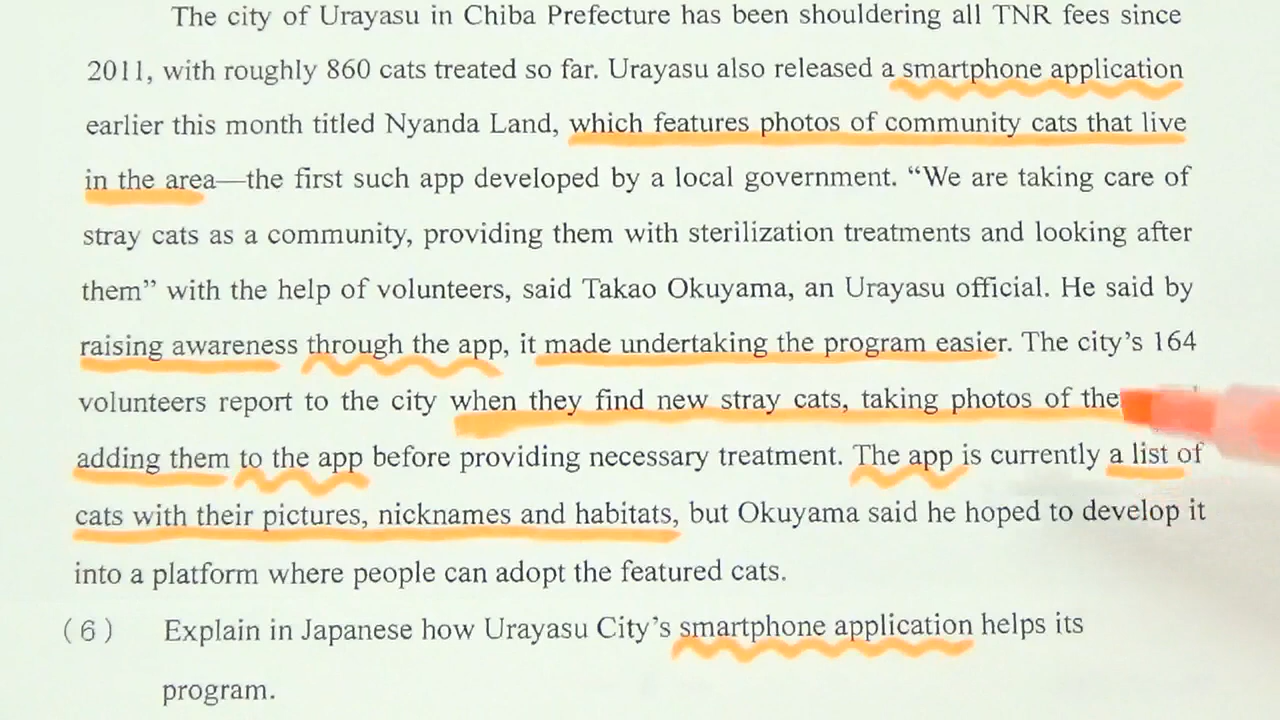 The city of Urayasu in Chiba Prefecture has been shouldering all TNR fees since
2011, with roughly 860 cats treated so far. Urayasu also released a smartphone application
earlier this month titled Nyanda Land, which features photos of community cats that live
in the area—the first such app developed by a local government. “We are taking care of
stray cats as a community, providing them with sterilization treatments and looking after
them” with the help of volunteers, said Takao Okuyama, an Urayasu official. He said by
raising awareness through the app, it made undertaking the program easier. The city’s 164
volunteers report to the city when they find new stray cats, taking photos of
adding them to the app before providing necessary treatment. The app is currently a list of
cats with their pictures, nicknames and habitats, but Okuyama said he hoped to develop it
into a platform where people can adopt the featured cats.
(6) Explain in Japanese how Urayasu City’s smartphone application helps its
program.